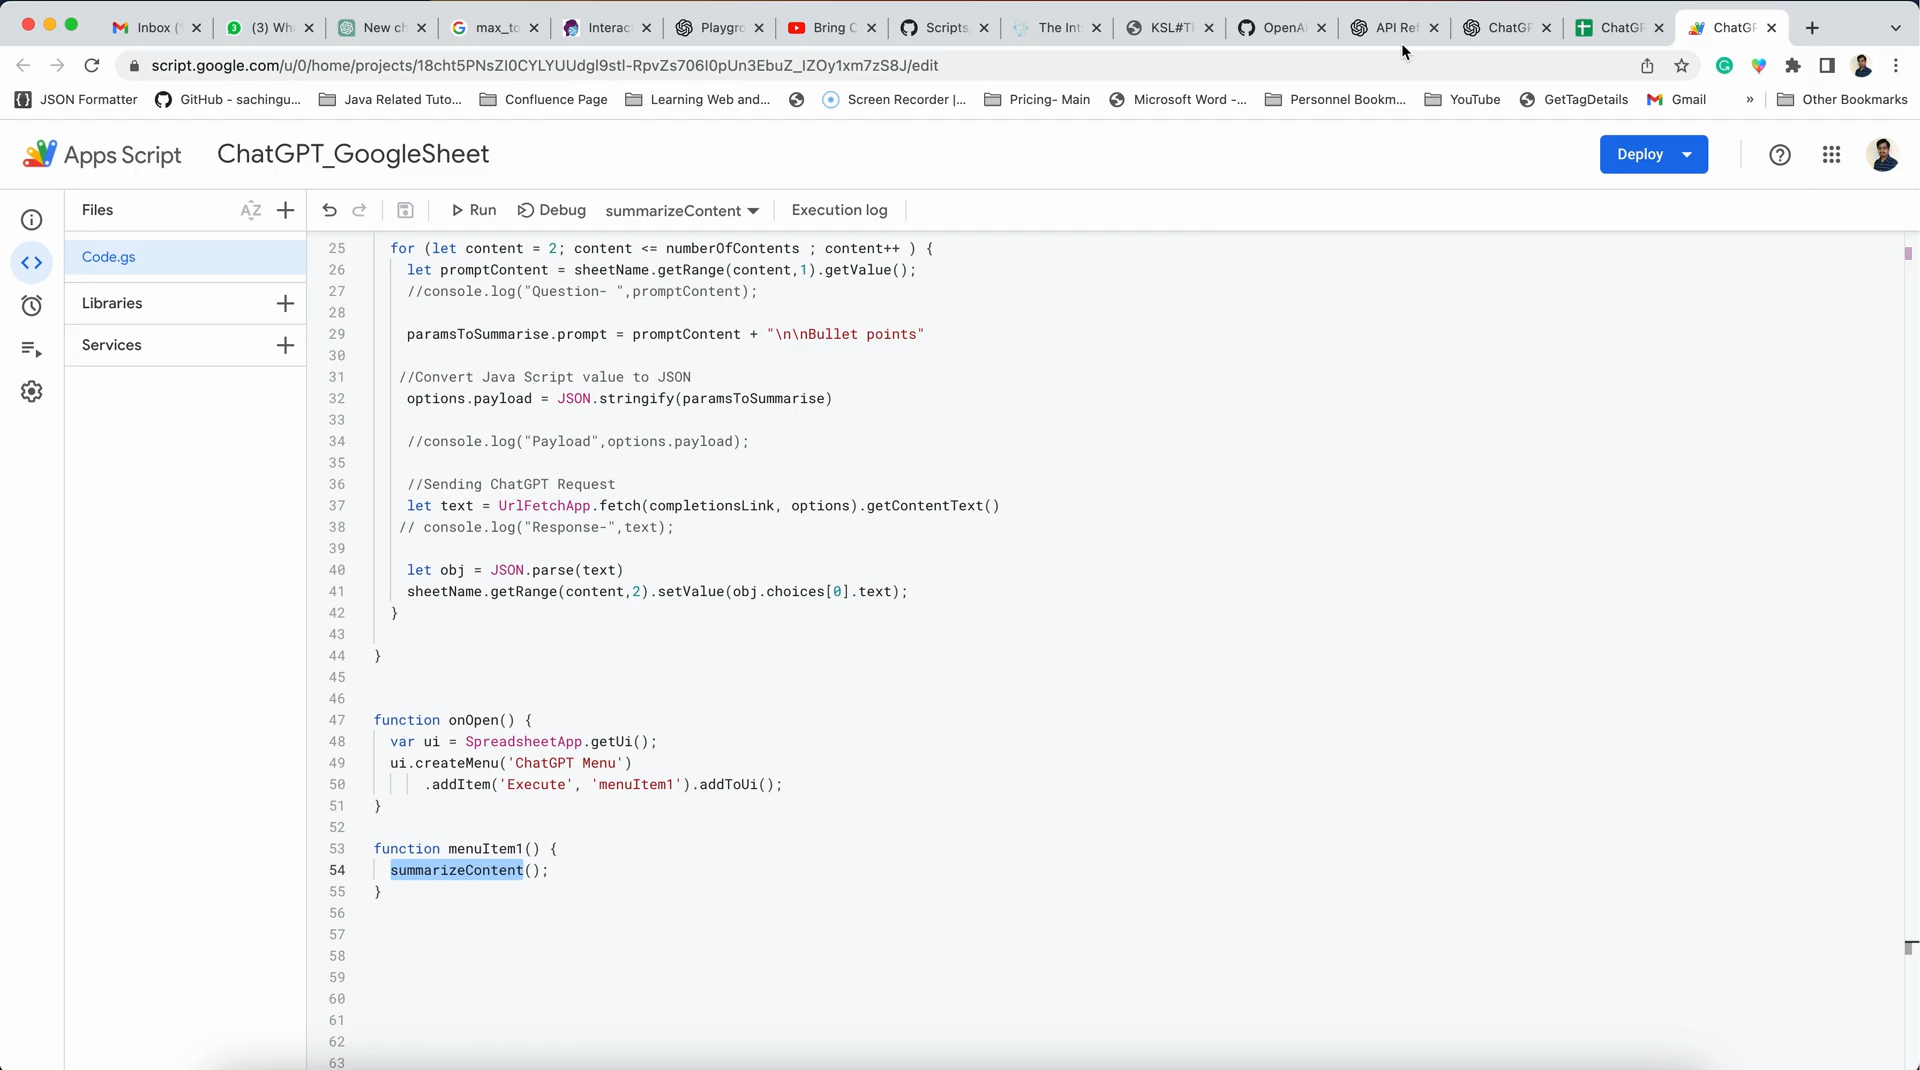 Inbox (
(3) Wha
New ch
max_to
Interac
Playgro
Bring C
Scripts,
The Int
KSL#Th
OpenAI
API Ref
ChatGP
ChatGP
ChatGP
script.google.com/u/0/home/projects/18cht5PNsZI0CYLYUUdgl9stl-RpvZs706I0pUn3EbuZ_IZOy1xm7zS8J/edit
JSON Formatter
GitHub - sachingu...
Java Related Tuto...
Confluence Page
Learning Web and...
Screen Recorder |...
Pricing- Main
Microsoft Word -...
Personnel Bookm...
YouTube
GetTagDetails
Gmail
»
Other Bookmarks
Apps Script
ChatGPT_GoogleSheet
Deploy
Files
AZ
Run
Debug
summarizeContent
Execution log
Code.gs
Libraries
Services
25 for (let content = 2; content <= numberOfContents ; content++ ) {
26 let promptContent = sheetName.getRange(content,1).getValue();
27 //console.log("Question- ",promptContent);
28
29 paramsToSummarise.prompt = promptContent + "\n\nBullet points"
30
31 //Convert Java Script value to JSON
32 options.payload = JSON.stringify(paramsToSummarise)
33
34 //console.log("Payload",options.payload);
35
36 //Sending ChatGPT Request
37 let text = UrlFetchApp.fetch(completionsLink, options).getContentText()
38 // console.log("Response-",text);
39
40 let obj = JSON.parse(text)
41 sheetName.getRange(content,2).setValue(obj.choices[0].text);
42 }
43
44 }
45
46
47 function onOpen() {
48 var ui = SpreadsheetApp.getUi();
49 ui.createMenu('ChatGPT Menu')
50 .addItem('Execute', 'menuItem1').addToUi();
51 }
52
53 function menuItem1() {
54 summarizeContent();
55 }
56
57
58
59
60
61
62
63